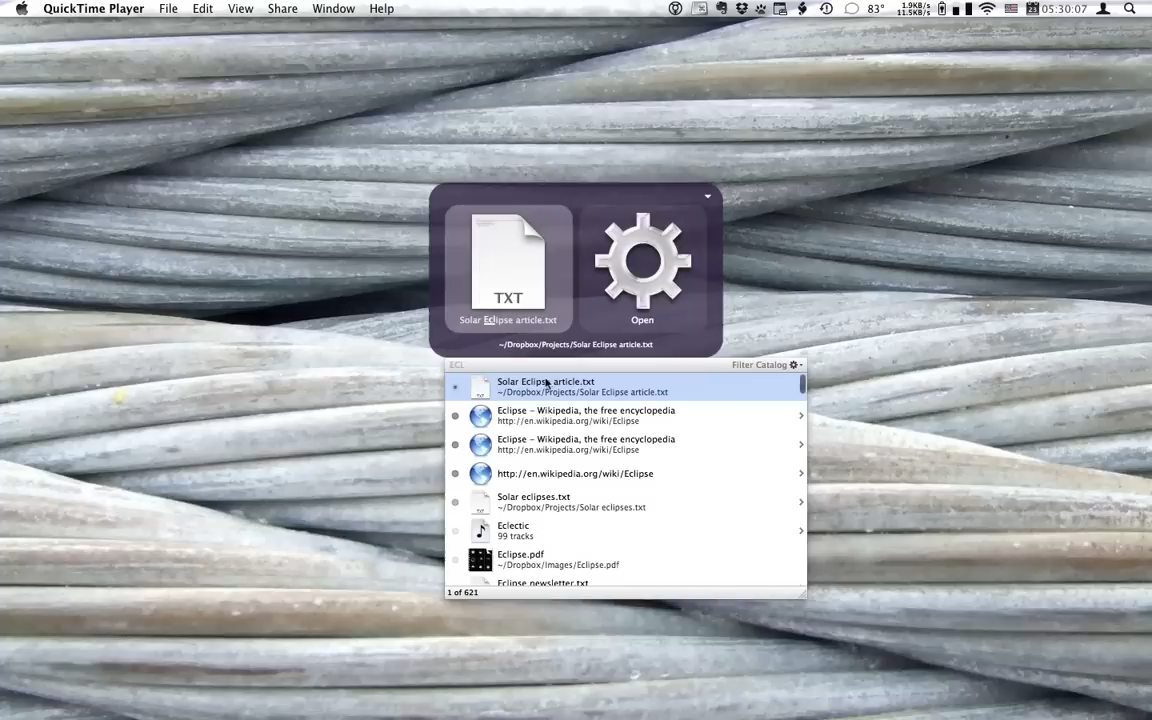 QuickTime Player File Edit View Share Window Help 83° 1.9KB/s 11.5KB/s 05:30:07
TXT
Solar Eclipse article.txt Open
~/Dropbox/Projects/Solar Eclipse article.txt
ECL Filter Catalog
Solar Eclipse article.txt
~/Dropbox/Projects/Solar Eclipse article.txt
Eclipse – Wikipedia, the free encyclopedia
http://en.wikipedia.org/wiki/Eclipse
Eclipse – Wikipedia, the free encyclopedia
http://en.wikipedia.org/wiki/Eclipse
http://en.wikipedia.org/wiki/Eclipse
Solar eclipses.txt
~/Dropbox/Projects/Solar eclipses.txt
Eclectic
99 tracks
Eclipse.pdf
~/Dropbox/Images/Eclipse.pdf
Eclipse newsletter.txt
1 of 621